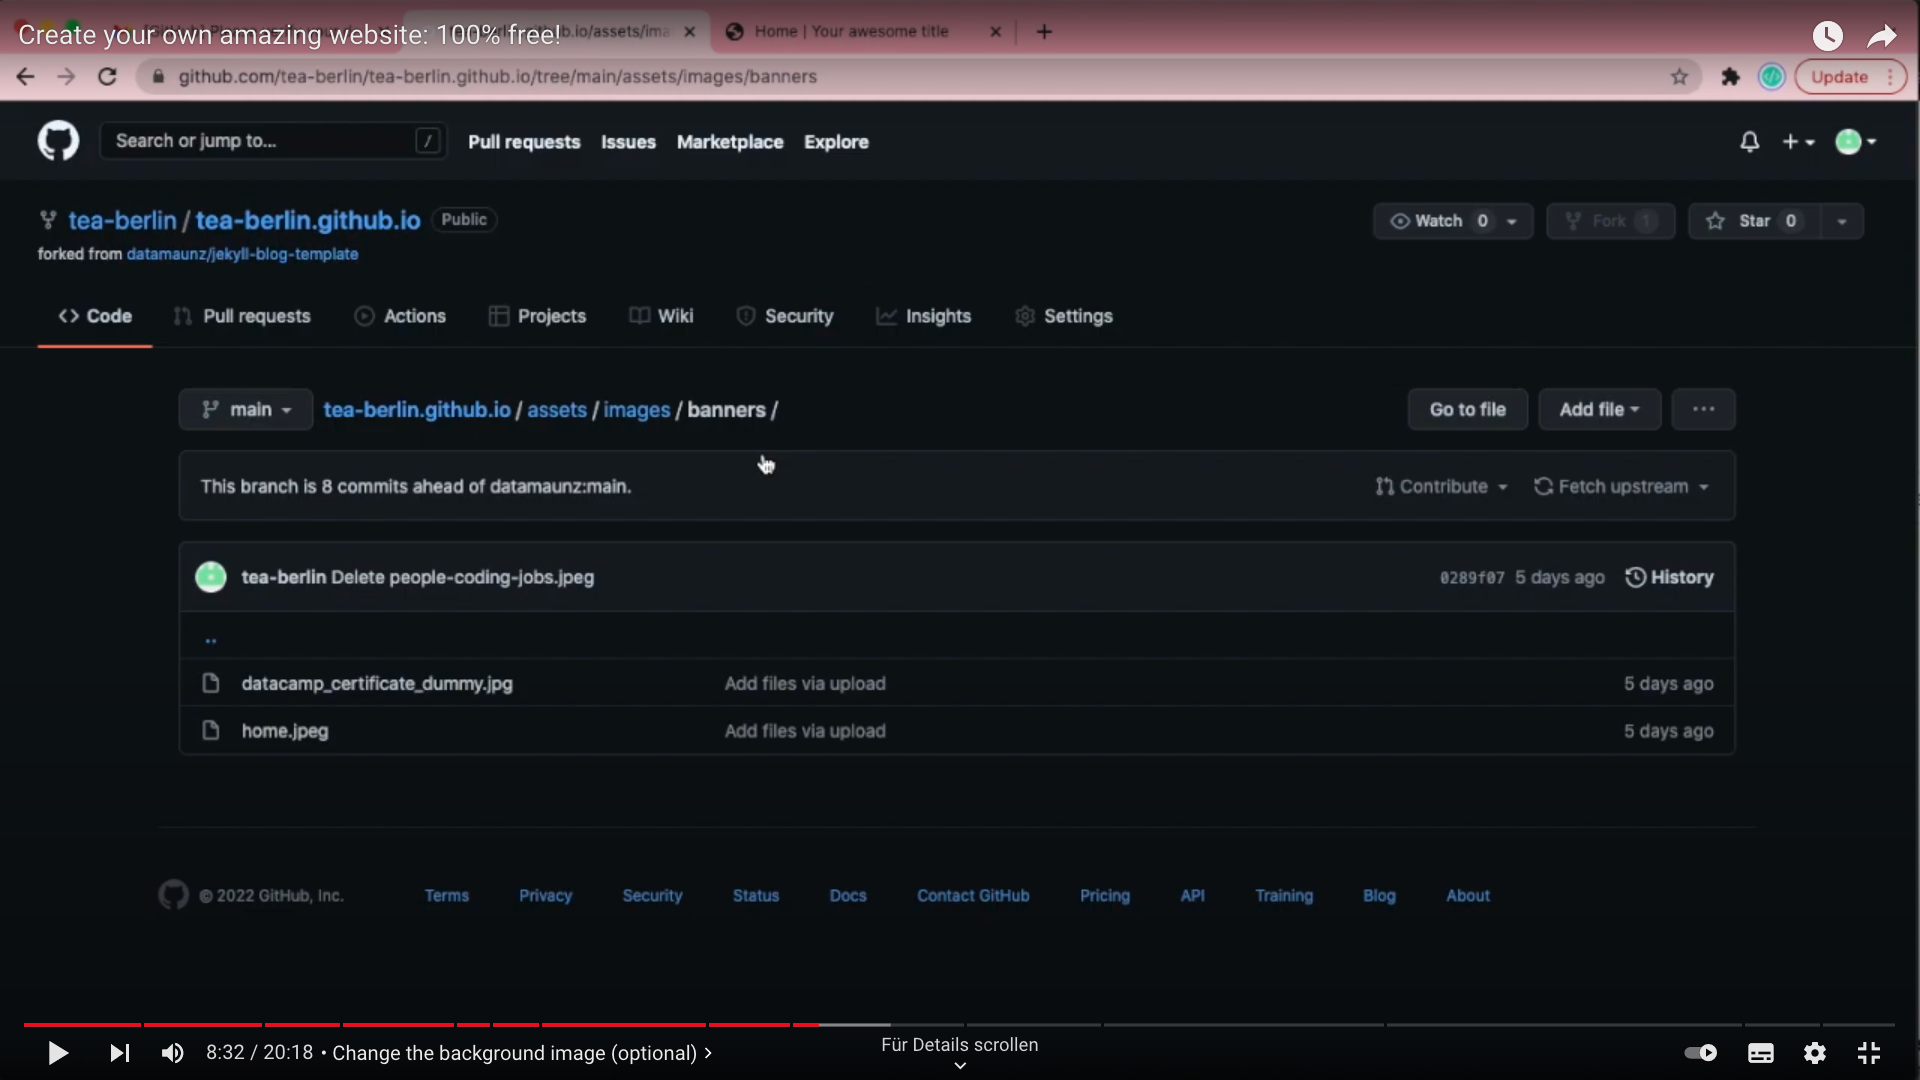 Create your own amazing website: 100% free!
b.io/assets/ima
Home | Your awesome title
github.com/tea-berlin/tea-berlin.github.io/tree/main/assets/images/banners
Update
Search or jump to...
/
Pull requests
Issues
Marketplace
Explore
tea-berlin / tea-berlin.github.io
Public
Watch 0
Fork 1
Star 0
forked from datamaunz/jekyll-blog-template
Code
Pull requests
Actions
Projects
Wiki
Security
Insights
Settings
main
tea-berlin.github.io / assets / images / banners /
Go to file
Add file
This branch is 8 commits ahead of datamaunz:main.
Contribute
Fetch upstream
tea-berlin Delete people-coding-jobs.jpeg
0289f07 5 days ago
History
..
datacamp_certificate_dummy.jpg
Add files via upload
5 days ago
home.jpeg
Add files via upload
5 days ago
© 2022 GitHub, Inc.
Terms
Privacy
Security
Status
Docs
Contact GitHub
Pricing
API
Training
Blog
About
8:32 / 20:18 • Change the background image (optional)
Für Details scrollen